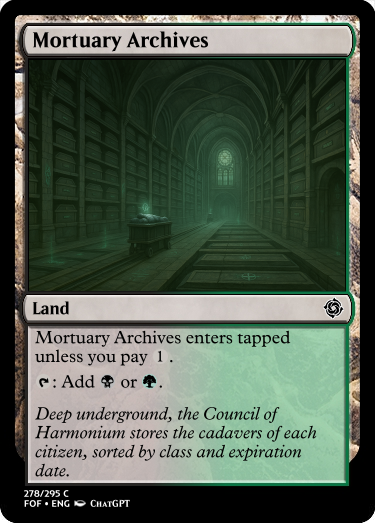 Mortuary Archives
Land
Mortuary Archives enters tapped
unless you pay 1 .
: Add or .
Deep underground, the Council of
Harmonium stores the cadavers of each
citizen, sorted by class and expiration
date.
278/295 C
FOF • ENG ChatGPT